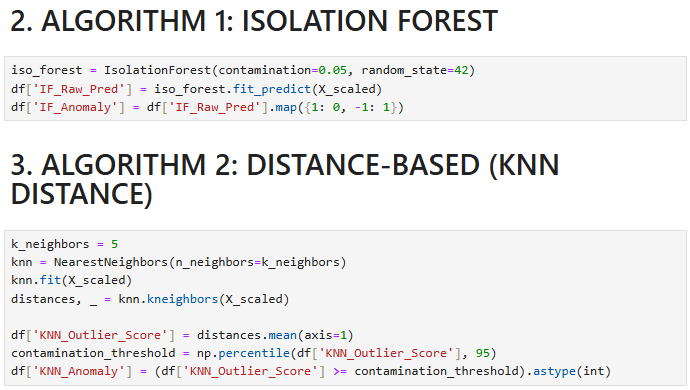 2. ALGORITHM 1: ISOLATION FOREST
iso_forest = IsolationForest(contamination=0.05, random_state=42)
df['IF_Raw_Pred'] = iso_forest.fit_predict(X_scaled)
df['IF_Anomaly'] = df['IF_Raw_Pred'].map({1: 0, -1: 1})
3. ALGORITHM 2: DISTANCE-BASED (KNN
DISTANCE)
k_neighbors = 5
knn = NearestNeighbors(n_neighbors=k_neighbors)
knn.fit(X_scaled)
distances, _ = knn.kneighbors(X_scaled)
df['KNN_Outlier_Score'] = distances.mean(axis=1)
contamination_threshold = np.percentile(df['KNN_Outlier_Score'], 95)
df['KNN_Anomaly'] = (df['KNN_Outlier_Score'] >= contamination_threshold).astype(int)